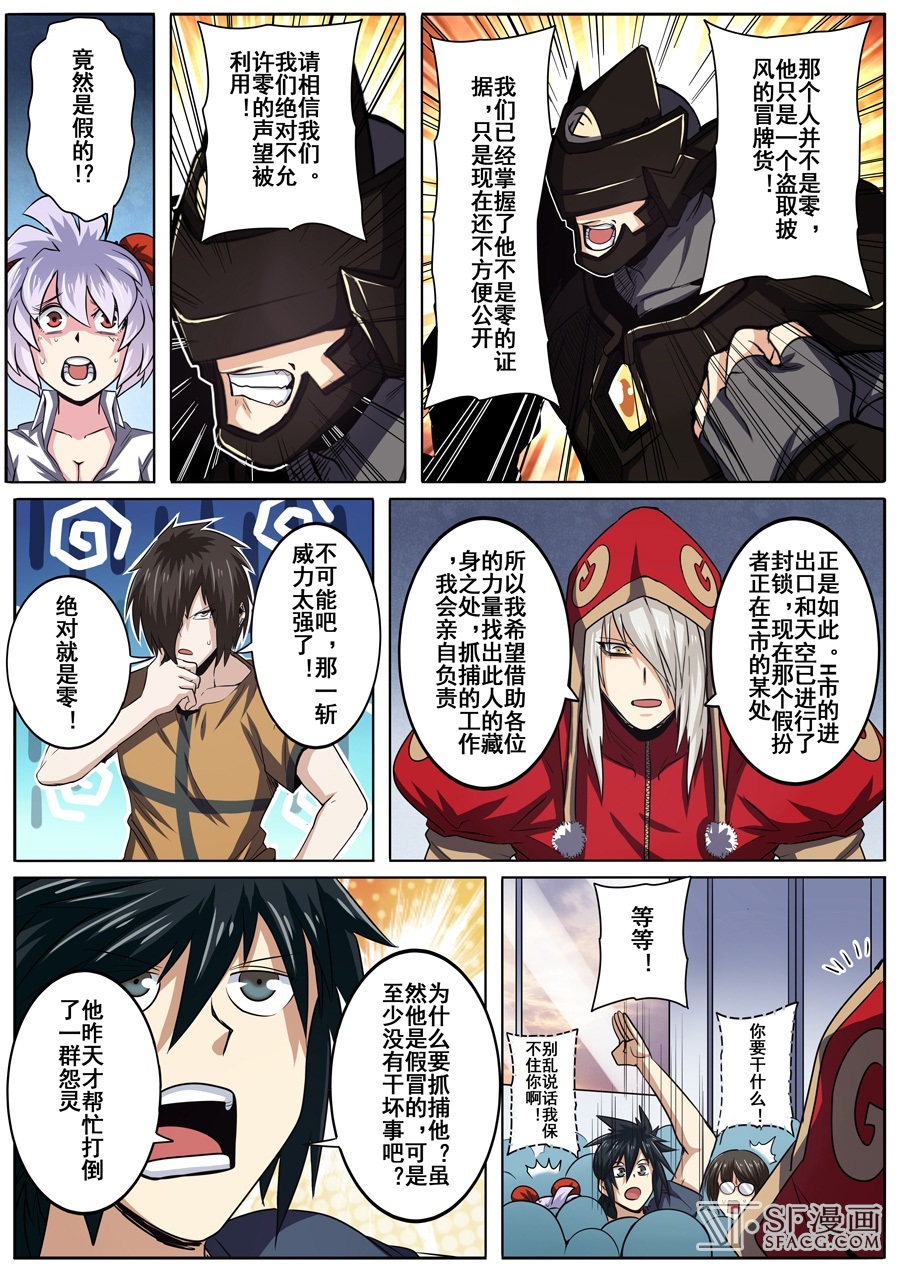 那个人并不是零，
他只是一个盗取披
风的冒牌货！
我们已经掌握了他不是零的证
据，只是现在还不方便公开
请相信我们。
我们绝对不允
许零的声望被
利用！
竟然是假的！？
正是如此。王市的进
出口和天空已进行了
封锁，现在那个假扮
者正在王市的某处
所以我希望借助各位
的力量找出此人的藏
身之处，抓捕的工作
，我会亲自负责
不可能吧，那一斩
威力太强了！
绝对就是零！
等等！
你要干什么！
别乱说话我保
不住你啊！
为什么要抓捕他？虽
然他是假冒的，可是
至少没有干坏事吧？
他昨天才帮忙打倒
了一群怨灵
SF漫画
SFACG.COM